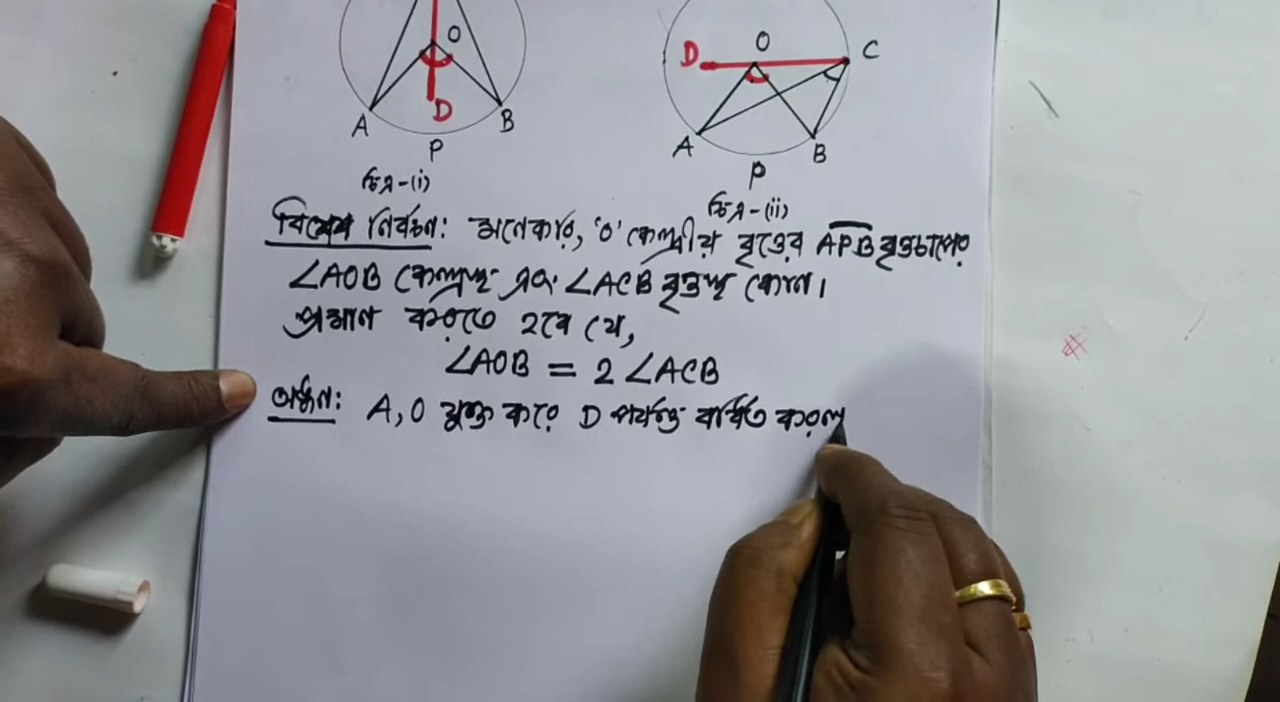 O
D
A
B
P
চিত্র-(i)
O
D
C
A
B
P
চিত্র-(ii)
বিশেষ নির্বচন: মনেকরি, 'O' কেন্দ্রীয় বৃত্তের APB বৃত্তচাপের
∠AOB কেন্দ্রস্থ এবং ∠ACB বৃত্তস্থ কোণ।
প্রমাণ করতে হবে যে,
∠AOB = 2 ∠ACB
অঙ্কন: A, O যুক্ত করে D পর্যন্ত বর্ধিত করল